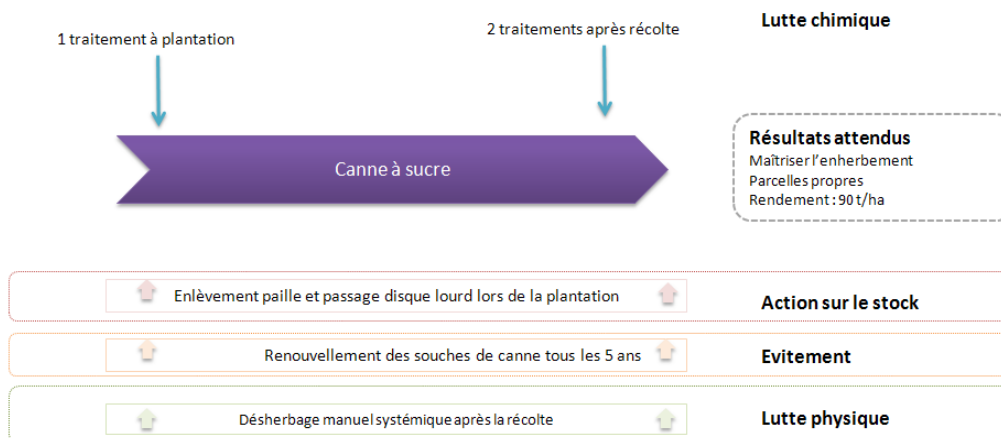 Lutte chimique
1 traitement à plantation
2 traitements après récolte
Canne à sucre
Résultats attendus
Maîtriser l'enherbement
Parcelles propres
Rendement : 90 t/ha
Enlèvement paille et passage disque lourd lors de la plantation
Action sur le stock
Renouvellement des souches de canne tous les 5 ans
Evitement
Désherbage manuel systémique après la récolte
Lutte physique